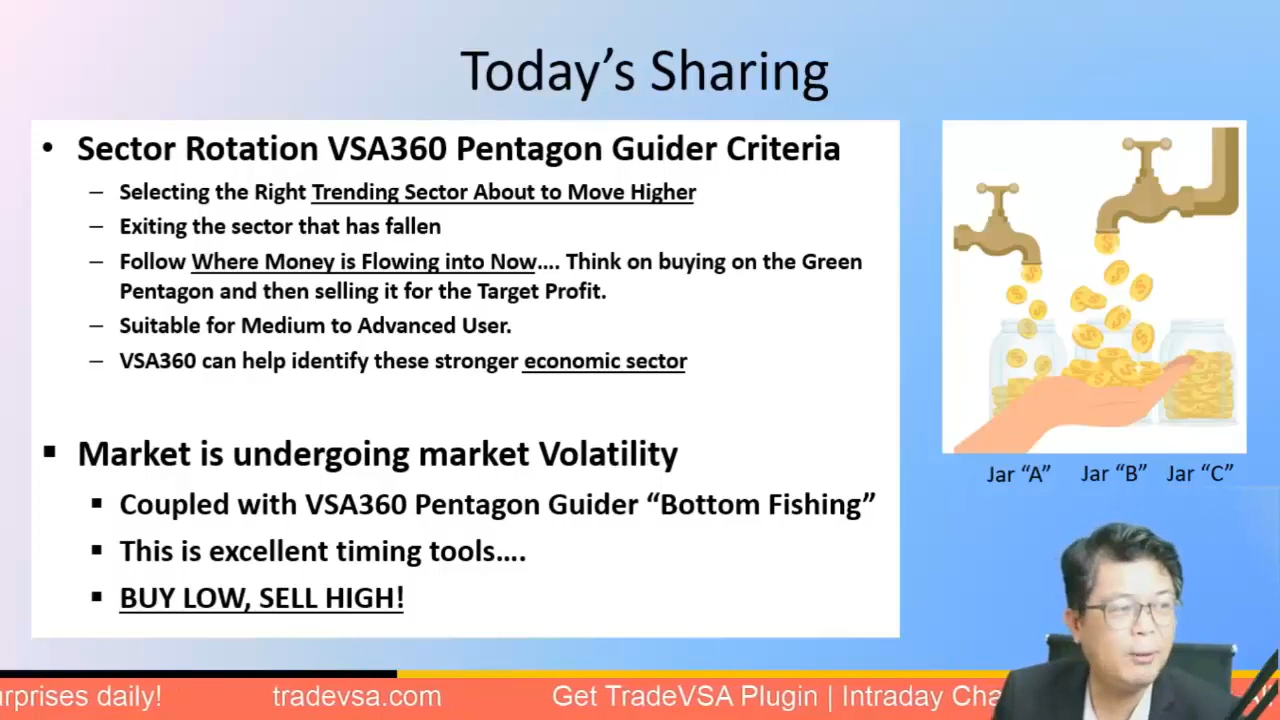 Today's Sharing
• Sector Rotation VSA360 Pentagon Guider Criteria
– Selecting the Right Trending Sector About to Move Higher
– Exiting the sector that has fallen
– Follow Where Money is Flowing into Now.... Think on buying on the Green
Pentagon and then selling it for the Target Profit.
– Suitable for Medium to Advanced User.
– VSA360 can help identify these stronger economic sector
▪ Market is undergoing market Volatility
▪ Coupled with VSA360 Pentagon Guider “Bottom Fishing”
▪ This is excellent timing tools....
▪ BUY LOW, SELL HIGH!
Jar “A” Jar “B” Jar “C”
urprises daily! tradevsa.com Get TradeVSA Plugin | Intraday Cha